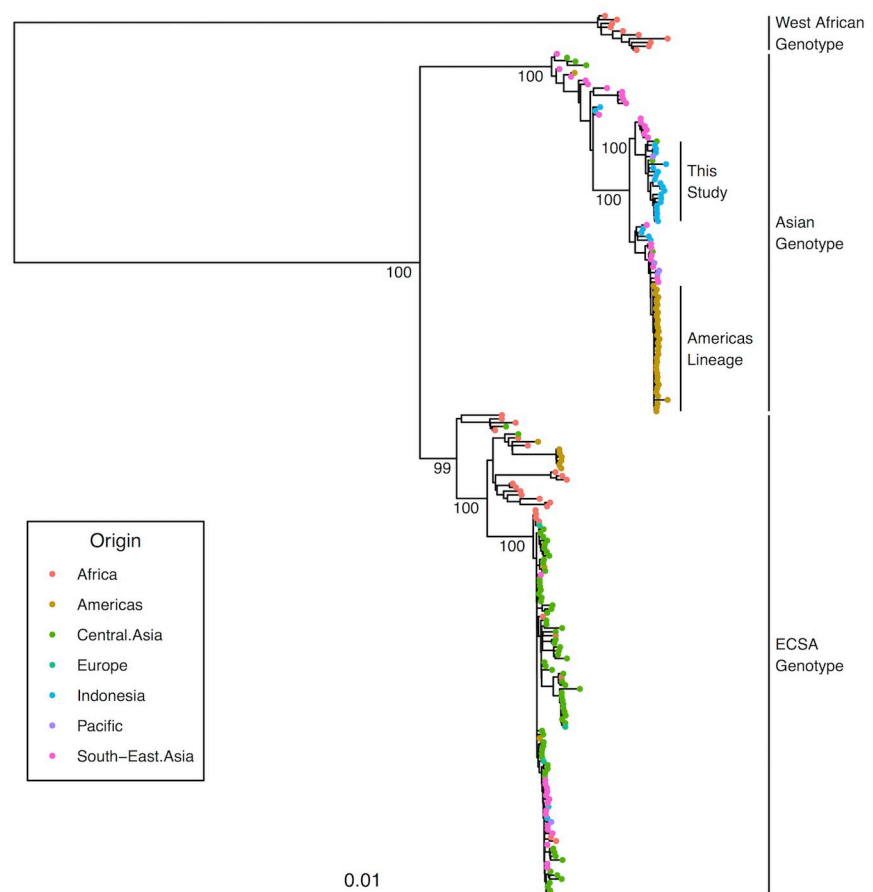 West African
Genotype
100
100
This
Study
100
Asian
Genotype
100
Americas
Lineage
99
100
100
Origin
Africa
Americas
Central.Asia
Europe
Indonesia
Pacific
South−East.Asia
ECSA
Genotype
0.01